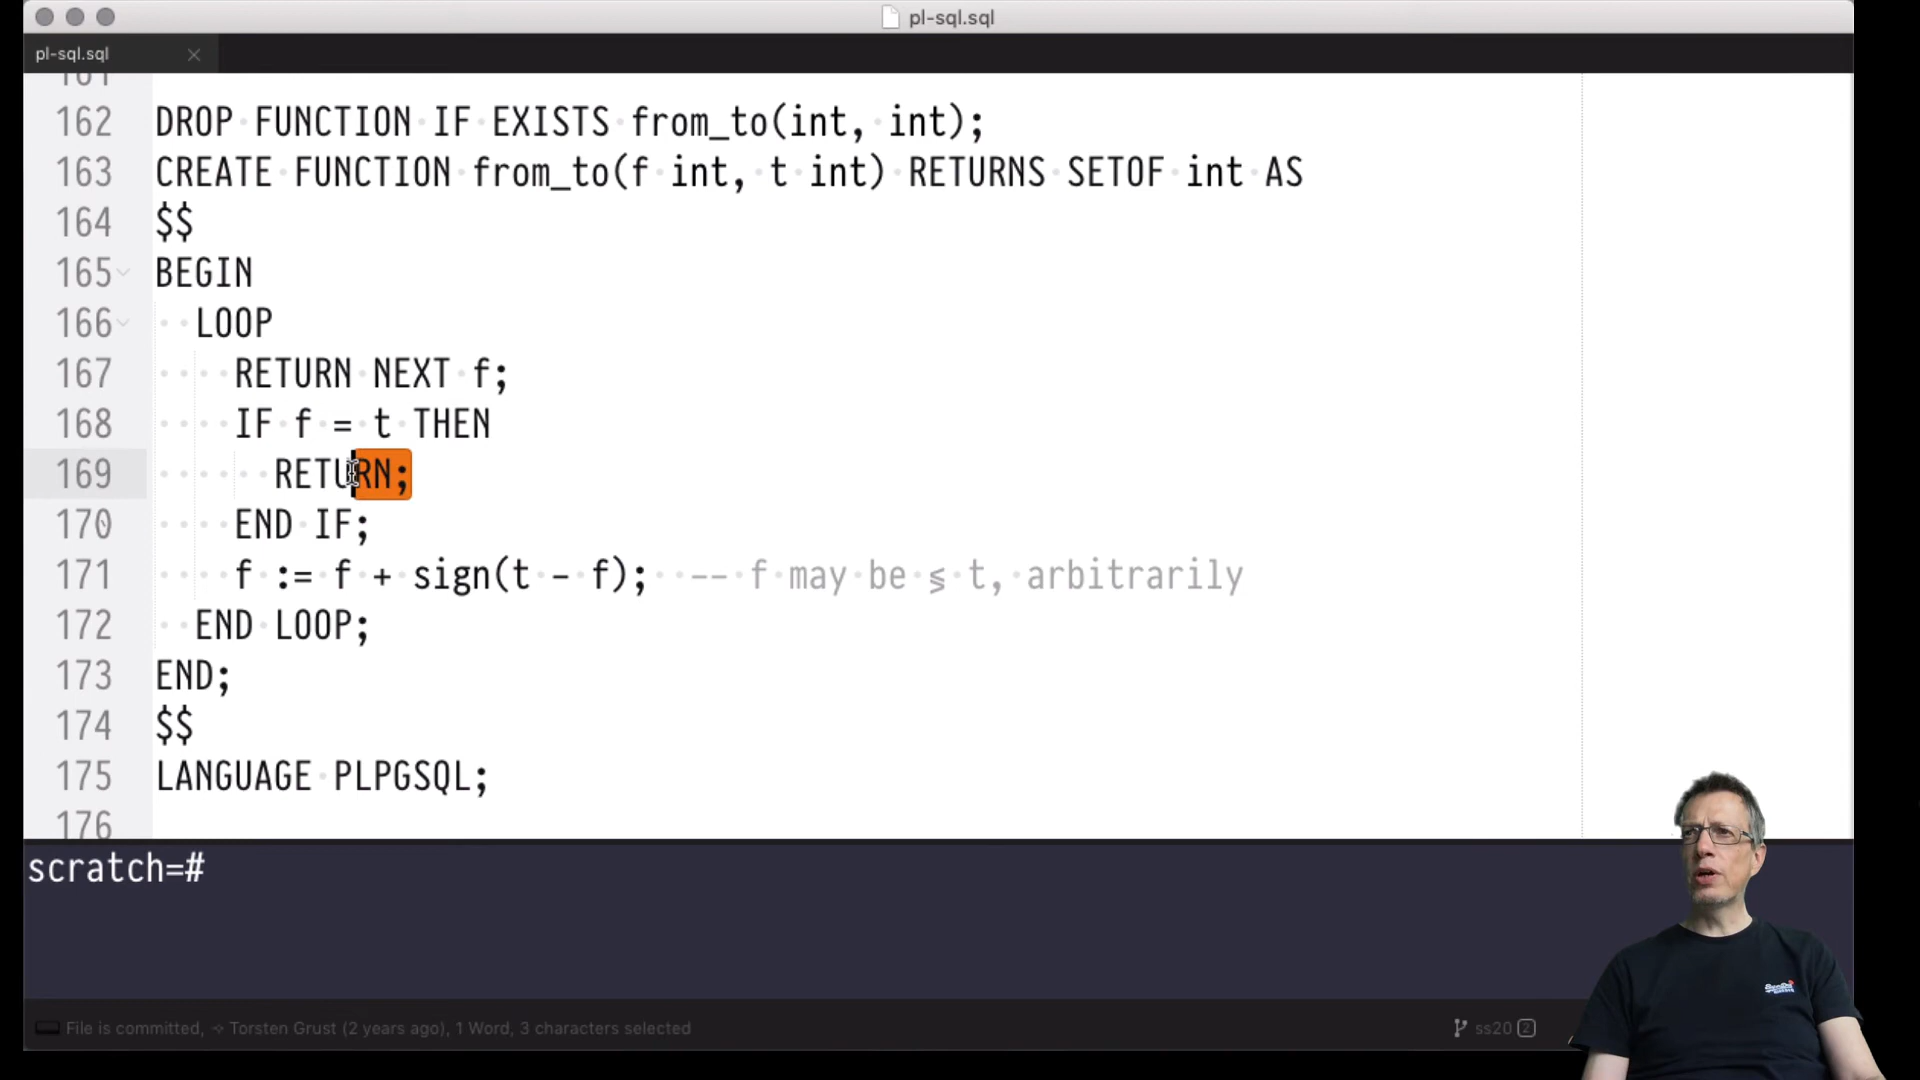 pl-sql.sql
pl-sql.sql
161
162 DROP FUNCTION IF EXISTS from_to(int, int);
163 CREATE FUNCTION from_to(f int, t int) RETURNS SETOF int AS
164 $$
165 BEGIN
166 LOOP
167 RETURN NEXT f;
168 IF f = t THEN
169 RETURN;
170 END IF;
171 f := f + sign(t - f); -- f may be ⪋ t, arbitrarily
172 END LOOP;
173 END;
174 $$
175 LANGUAGE PLPGSQL;
176
scratch=#
File is committed, Torsten Grust (2 years ago), 1 Word, 3 characters selected
ss20 2